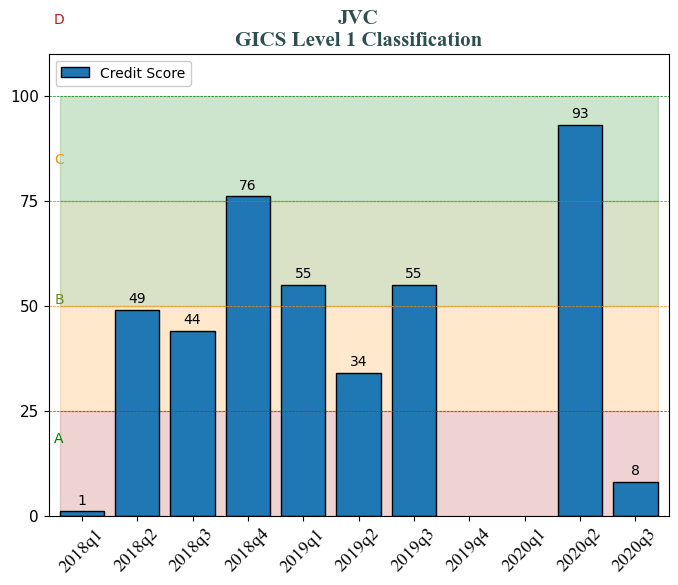 D
JVC
GICS Level 1 Classification
Credit Score
100
93
C
76
75
55
55
B
50
49
44
34
25
A
8
1
0
2018q1
2018q2
2018q3
2018q4
2019q1
2019q2
2019q3
2019q4
2020q1
2020q2
2020q3